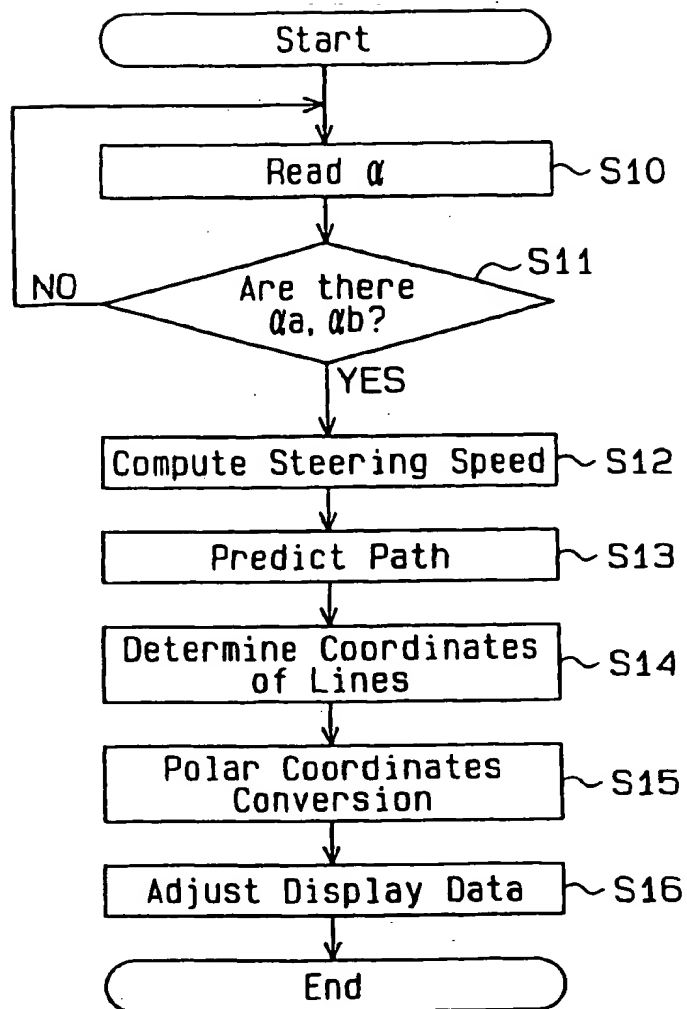 Start
Read α
S10
S11
Are there
αa, αb?
NO
YES
Compute Steering Speed
S12
Predict Path
S13
Determine Coordinates
of Lines
S14
Polar Coordinates
Conversion
S15
Adjust Display Data
S16
End